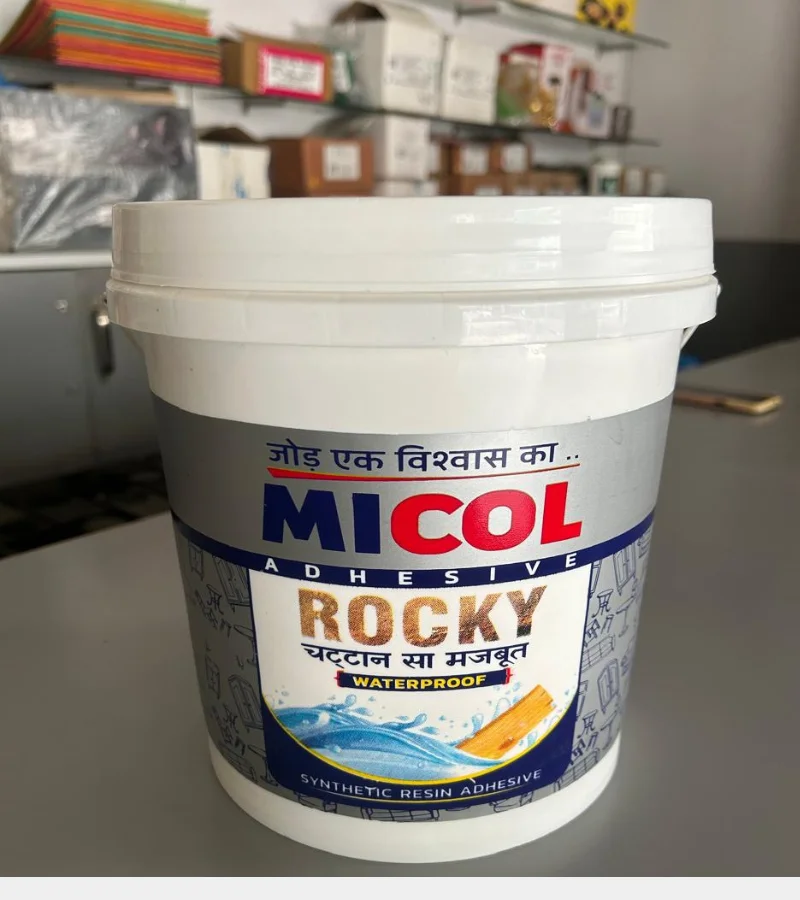 जोड़ एक विश्वास का ..
MICOL
ADHESIVE
ROCKY
चट्टान सा मजबूत
WATERPROOF
SYNTHETIC RESIN ADHESIVE